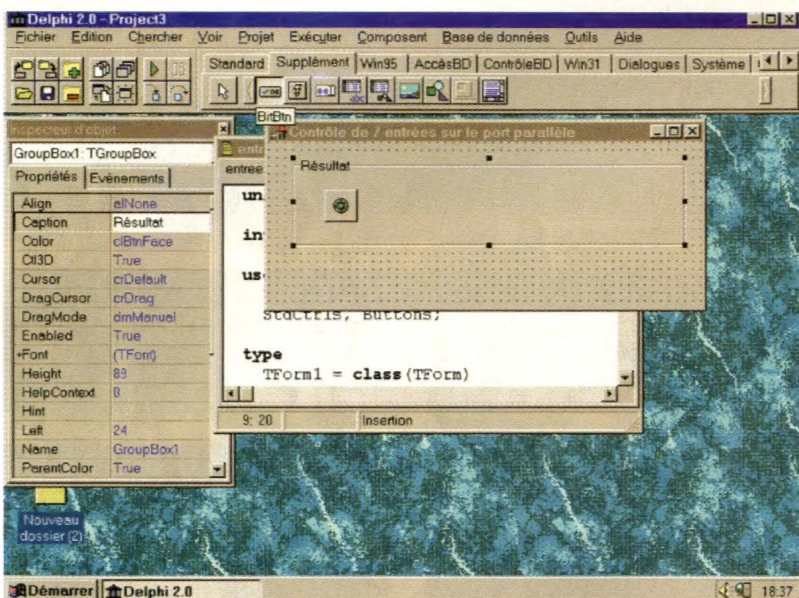 Delphi 2.0 - Project3
Fichier Edition Chercher Voir Projet Exécuter Composant Base de données Outils Aide
Standard Supplément Win95 AccèsBD ContrôleBD Win31 Dialogues Système
BitBtn
Inspecteur d'objet
GroupBox1: TGroupBox
Propriétés Evénements
Align alNone
Caption Résultat
Color clBtnFace
Ctl3D True
Cursor crDefault
DragCursor crDrag
DragMode dmManual
Enabled True
+Font (TFont)
Height 89
HelpContext 0
Hint
Left 24
Name GroupBox1
ParentColor True
Contrôle de 7 entrées sur le port parallèle
Résultat
entree
un
in
us
StdCtrls, Buttons;
type
TForm1 = class(TForm)
9: 20 Insertion
Nouveau
dossier (2)
Démarrer Delphi 2.0 18:37